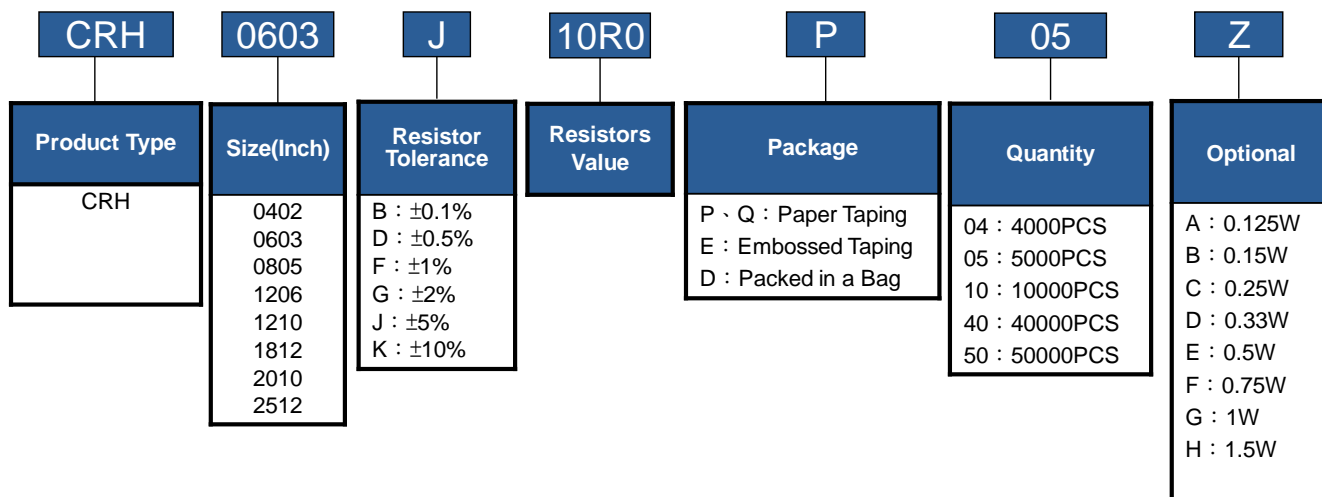 CRH 0603 J 10R0 P 05 Z
Product Type
CRH
Size(Inch)
0402
0603
0805
1206
1210
1812
2010
2512
Resistor
Tolerance
B：±0.1%
D：±0.5%
F：±1%
G：±2%
J：±5%
K：±10%
Resistors
Value
Package
P、Q：Paper Taping
E：Embossed Taping
D：Packed in a Bag
Quantity
04：4000PCS
05：5000PCS
10：10000PCS
40：40000PCS
50：50000PCS
Optional
A：0.125W
B：0.15W
C：0.25W
D：0.33W
E：0.5W
F：0.75W
G：1W
H：1.5W